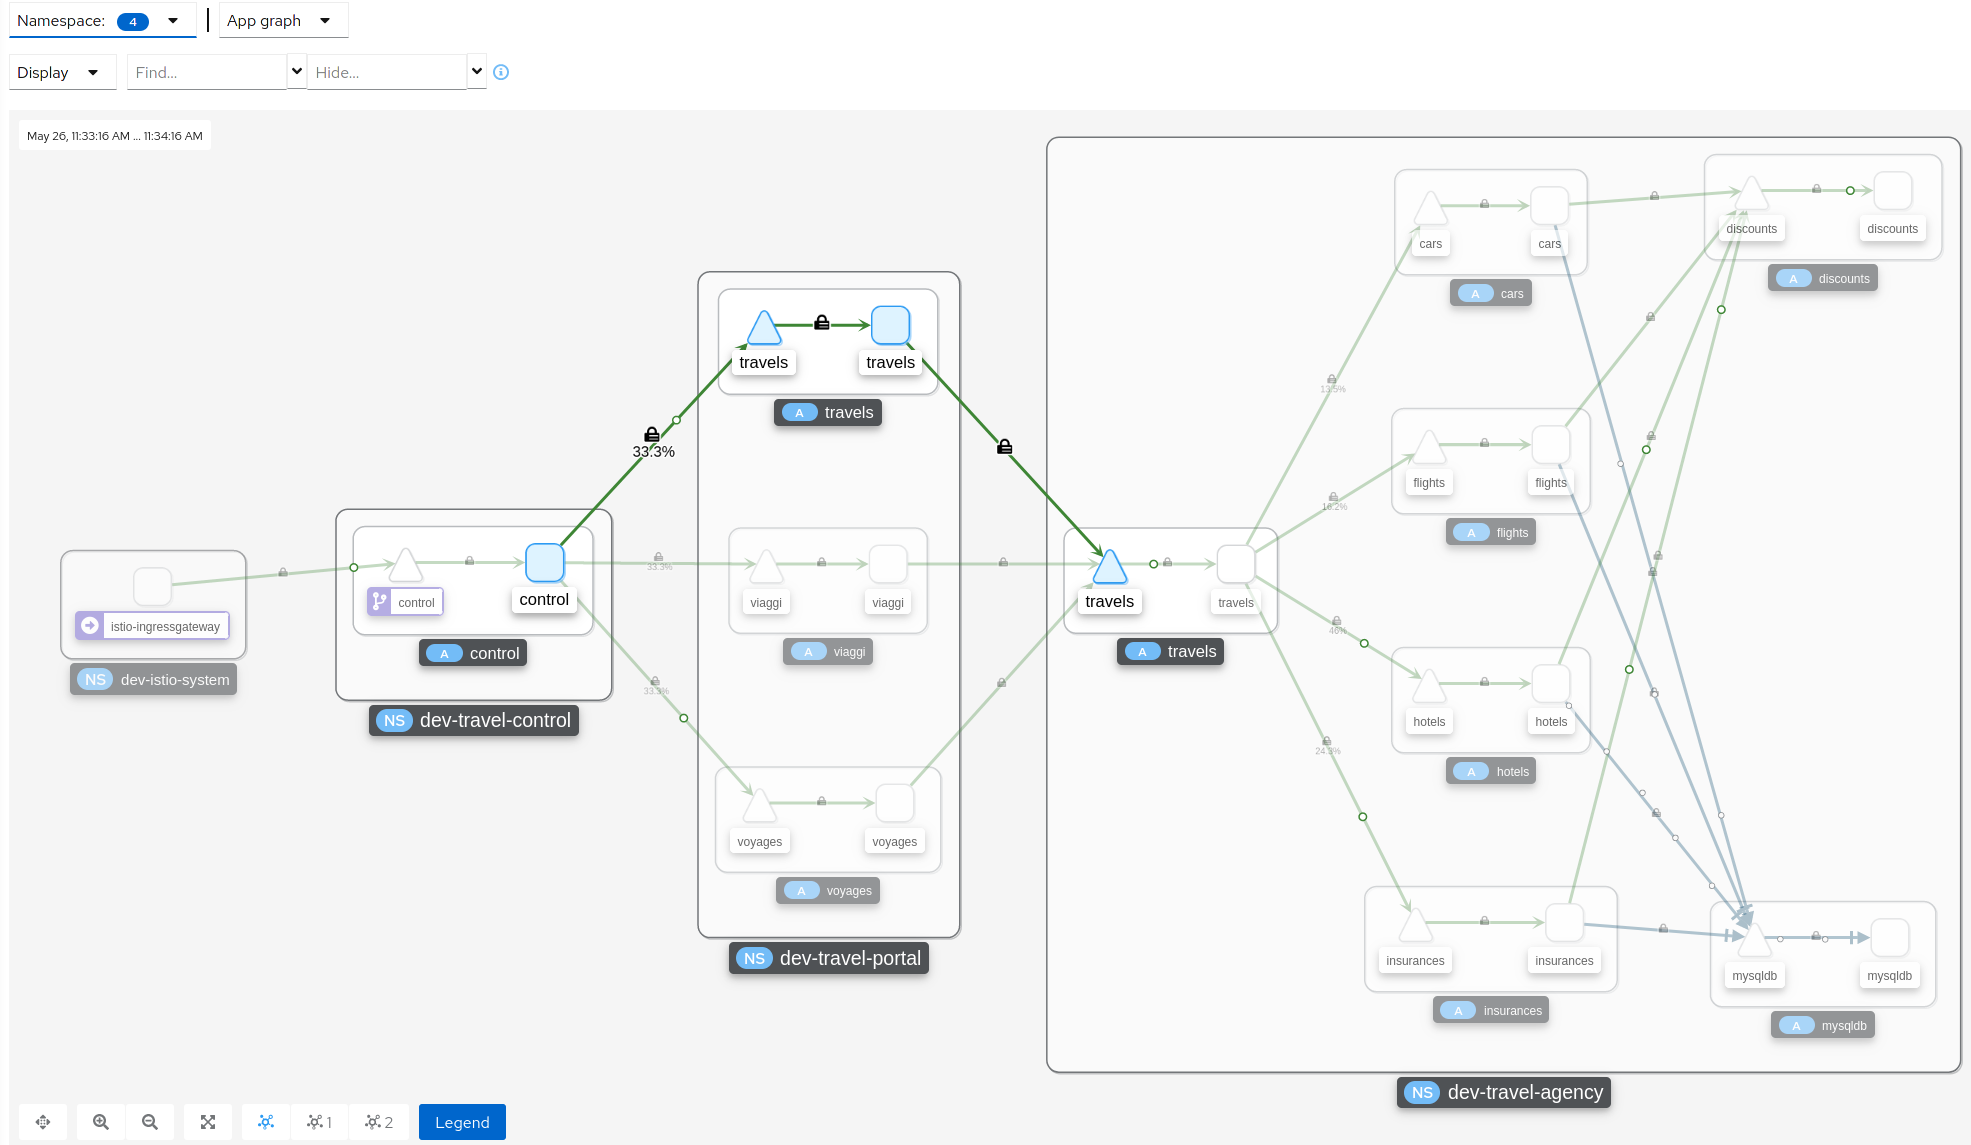 Namespace: 4
App graph
Display
Find...
Hide...
May 26, 11:33:16 AM ... 11:34:16 AM
istio-ingressgateway
NS dev-istio-system
control
control
A control
NS dev-travel-control
33.3%
33.3%
33.3%
travels
travels
A travels
viaggi
viaggi
A viaggi
voyages
voyages
A voyages
NS dev-travel-portal
travels
travels
A travels
13.5%
16.2%
46%
24.3%
cars
cars
A cars
discounts
discounts
A discounts
flights
flights
A flights
hotels
hotels
A hotels
insurances
insurances
A insurances
mysqldb
mysqldb
A mysqldb
NS dev-travel-agency
1
2
Legend